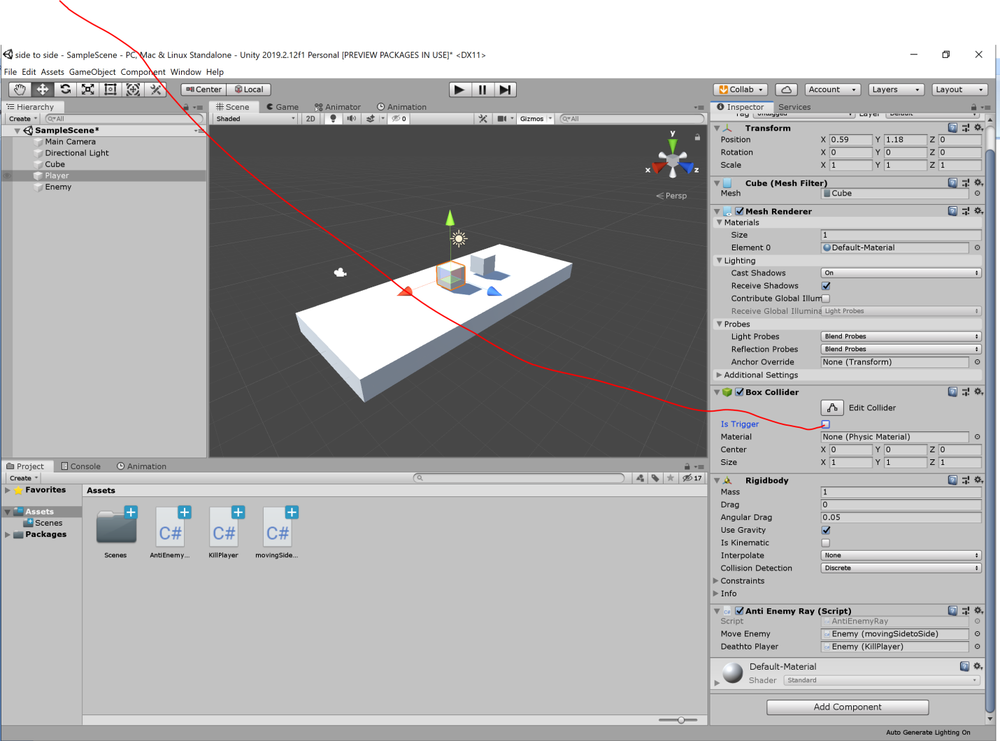 side to side - SampleScene - PC, Mac & Linux Standalone - Unity 2019.2.12f1 Personal [PREVIEW PACKAGES IN USE]* <DX11>
File Edit Assets GameObject Component Window Help
Center Local
Collab Account Layers Layout
Hierarchy
Create All
SampleScene*
Main Camera
Directional Light
Cube
Player
Enemy
Scene Game Animator Animation
Shaded 2D 0 Gizmos All
y
x z
Persp
Inspector Services
Tag Untagged Layer Default
Transform
Position X 0.59 Y 1.18 Z 0
Rotation X 0 Y 0 Z 0
Scale X 1 Y 1 Z 1
Cube (Mesh Filter)
Mesh Cube
Mesh Renderer
Materials
Size 1
Element 0 Default-Material
Lighting
Cast Shadows On
Receive Shadows
Contribute Global Illum
Receive Global Illumina Light Probes
Probes
Light Probes Blend Probes
Reflection Probes Blend Probes
Anchor Override None (Transform)
Additional Settings
Box Collider
Edit Collider
Is Trigger
Material None (Physic Material)
Center X 0 Y 0 Z 0
Size X 1 Y 1 Z 1
Rigidbody
Mass 1
Drag 0
Angular Drag 0.05
Use Gravity
Is Kinematic
Interpolate None
Collision Detection Discrete
Constraints
Info
Anti Enemy Ray (Script)
Script AntiEnemyRay
Move Enemy Enemy (movingSidetoSide)
Deathto Player Enemy (KillPlayer)
Default-Material
Shader Standard
Add Component
Project Console Animation
Create 17
Favorites
Assets
Scenes
Packages
Assets
C# C# C#
Scenes AntiEnemy... KillPlayer movingSide...
Auto Generate Lighting On